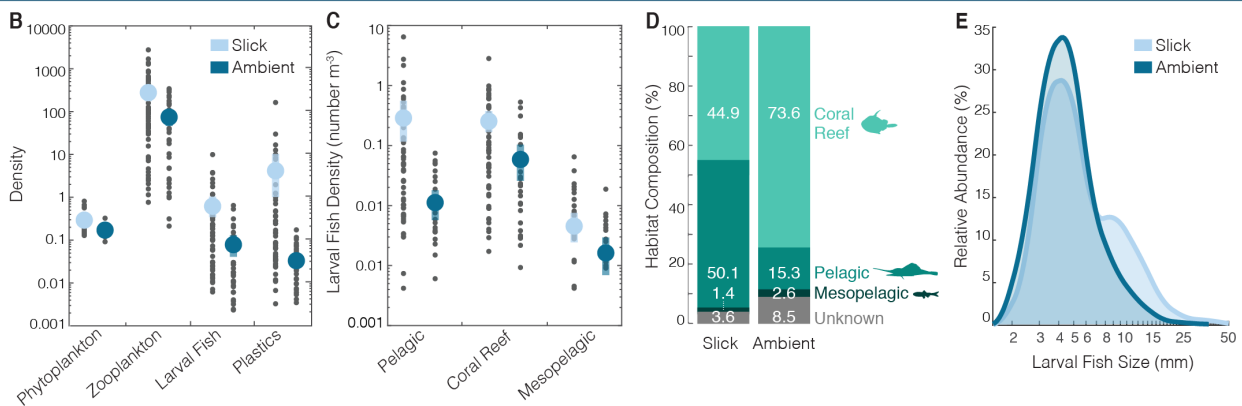 B
Density
10000
1000
100
10
1
0.1
0.01
0.001
Slick
Ambient
Phytoplankton
Zooplankton
Larval Fish
Plastics
C
Larval Fish Density (number m⁻³)
10
1
0.1
0.01
0.01
0.001
Pelagic
Coral Reef
Mesopelagic
D
Habitat Composition (%)
100
80
60
40
20
0
44.9
73.6
Coral
Reef
50.1
15.3
Pelagic
1.4
2.6
Mesopelagic
3.6
8.5
Unknown
Slick
Ambient
E
Relative Abundance (%)
35
30
25
20
15
10
5
0
Slick
Ambient
2 3 4 5 6 8 10 15 25 50
Larval Fish Size (mm)